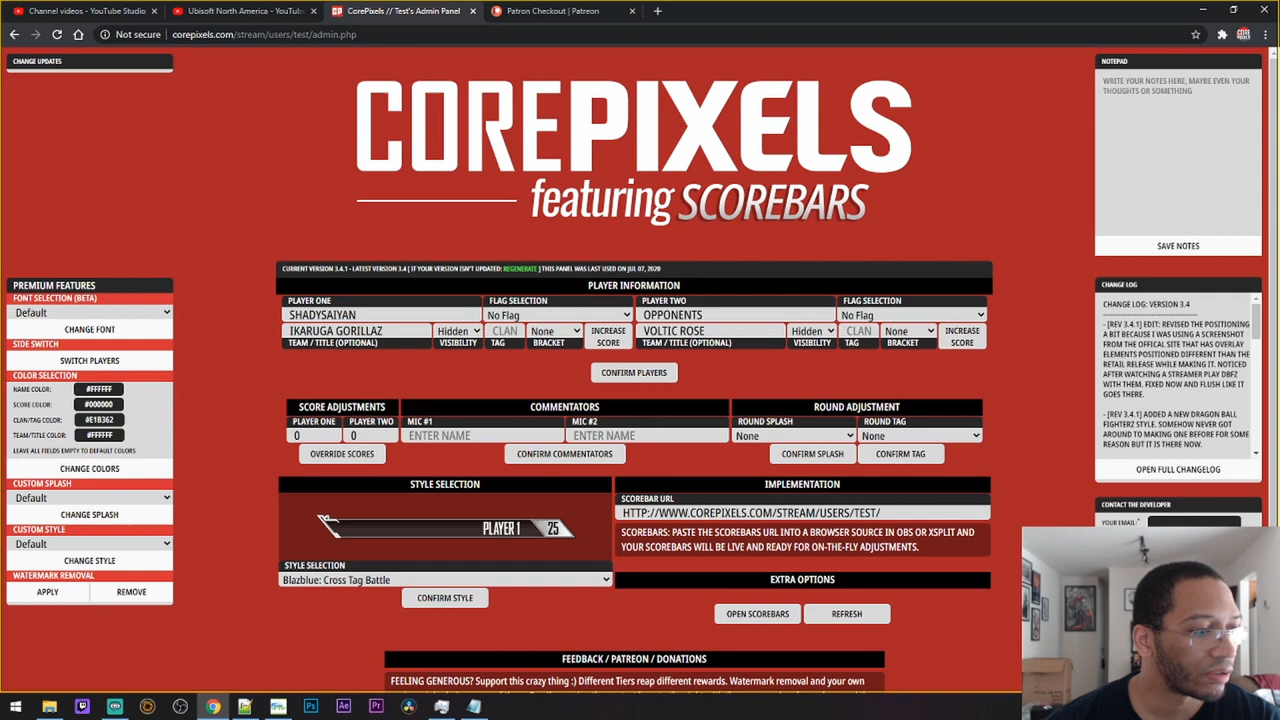 Channel videos - YouTube Studio
Ubisoft North America - YouTube
CorePixels // Test's Admin Panel
Patron Checkout | Patreon
Not secure
corepixels.com/stream/users/test/admin.php
CHANGE UPDATES
COREPIXELS
featuring SCOREBARS
NOTEPAD
WRITE YOUR NOTES HERE, MAYBE EVEN YOUR
THOUGHTS OR SOMETHING
SAVE NOTES
CURRENT VERSION 3.4.1 - LATEST VERSION 3.4 [ IF YOUR VERSION ISN'T UPDATED: REGENERATE ] THIS PANEL WAS LAST USED ON JUL 07, 2020
PLAYER INFORMATION
PLAYER ONE
FLAG SELECTION
PLAYER TWO
FLAG SELECTION
SHADYSAIYAN
No Flag
OPPONENTS
No Flag
IKARUGA GORILLAZ
Hidden
CLAN
None
INCREASE
SCORE
VOLTIC ROSE
Hidden
CLAN
None
INCREASE
SCORE
TEAM / TITLE (OPTIONAL)
VISIBILITY
TAG
BRACKET
TEAM / TITLE (OPTIONAL)
VISIBILITY
TAG
BRACKET
CONFIRM PLAYERS
PREMIUM FEATURES
FONT SELECTION (BETA)
Default
CHANGE FONT
SIDE SWITCH
SWITCH PLAYERS
COLOR SELECTION
NAME COLOR:
#FFFFFF
SCORE COLOR:
#000000
CLAN/TAG COLOR:
#E1B362
TEAM/TITLE COLOR:
#FFFFFF
LEAVE ALL FIELDS EMPTY TO DEFAULT COLORS
CHANGE COLORS
CUSTOM SPLASH
Default
CHANGE SPLASH
CUSTOM STYLE
Default
CHANGE STYLE
WATERMARK REMOVAL
APPLY
REMOVE
SCORE ADJUSTMENTS
PLAYER ONE
PLAYER TWO
0
0
OVERRIDE SCORES
COMMENTATORS
MIC #1
MIC #2
ENTER NAME
ENTER NAME
CONFIRM COMMENTATORS
ROUND ADJUSTMENT
ROUND SPLASH
ROUND TAG
None
None
CONFIRM SPLASH
CONFIRM TAG
STYLE SELECTION
PLAYER 1
25
STYLE SELECTION
Blazblue: Cross Tag Battle
CONFIRM STYLE
IMPLEMENTATION
SCOREBAR URL
HTTP://WWW.COREPIXELS.COM/STREAM/USERS/TEST/
SCOREBARS: PASTE THE SCOREBARS URL INTO A BROWSER SOURCE IN OBS OR XSPLIT AND
YOUR SCOREBARS WILL BE LIVE AND READY FOR ON-THE-FLY ADJUSTMENTS.
EXTRA OPTIONS
OPEN SCOREBARS
REFRESH
CHANGE LOG
CHANGE LOG: VERSION 3.4
- [REV 3.4.1] EDIT: REVISED THE POSITIONING
A BIT BECAUSE I WAS USING A SCREENSHOT
FROM THE OFFICAL SITE THAT HAS OVERLAY
ELEMENTS POSITIONED DIFFERENT THAN THE
RETAIL RELEASE WHILE MAKING IT. NOTICED
AFTER WATCHING A STREAMER PLAY DBFZ
WITH THEM. FIXED NOW AND FLUSH LIKE IT
GOES THERE.
- [REV 3.4.1] ADDED A NEW DRAGON BALL
FIGHTERZ STYLE. SOMEHOW NEVER GOT
AROUND TO MAKING ONE BEFORE FOR SOME
REASON BUT IT IS THERE NOW.
OPEN FULL CHANGELOG
CONTACT THE DEVELOPER
YOUR EMAIL:*
FEEDBACK / PATREON / DONATIONS
FEELING GENEROUS? Support this crazy thing :) Different Tiers reap different rewards. Watermark removal and your own
Ps
Ae
Pr